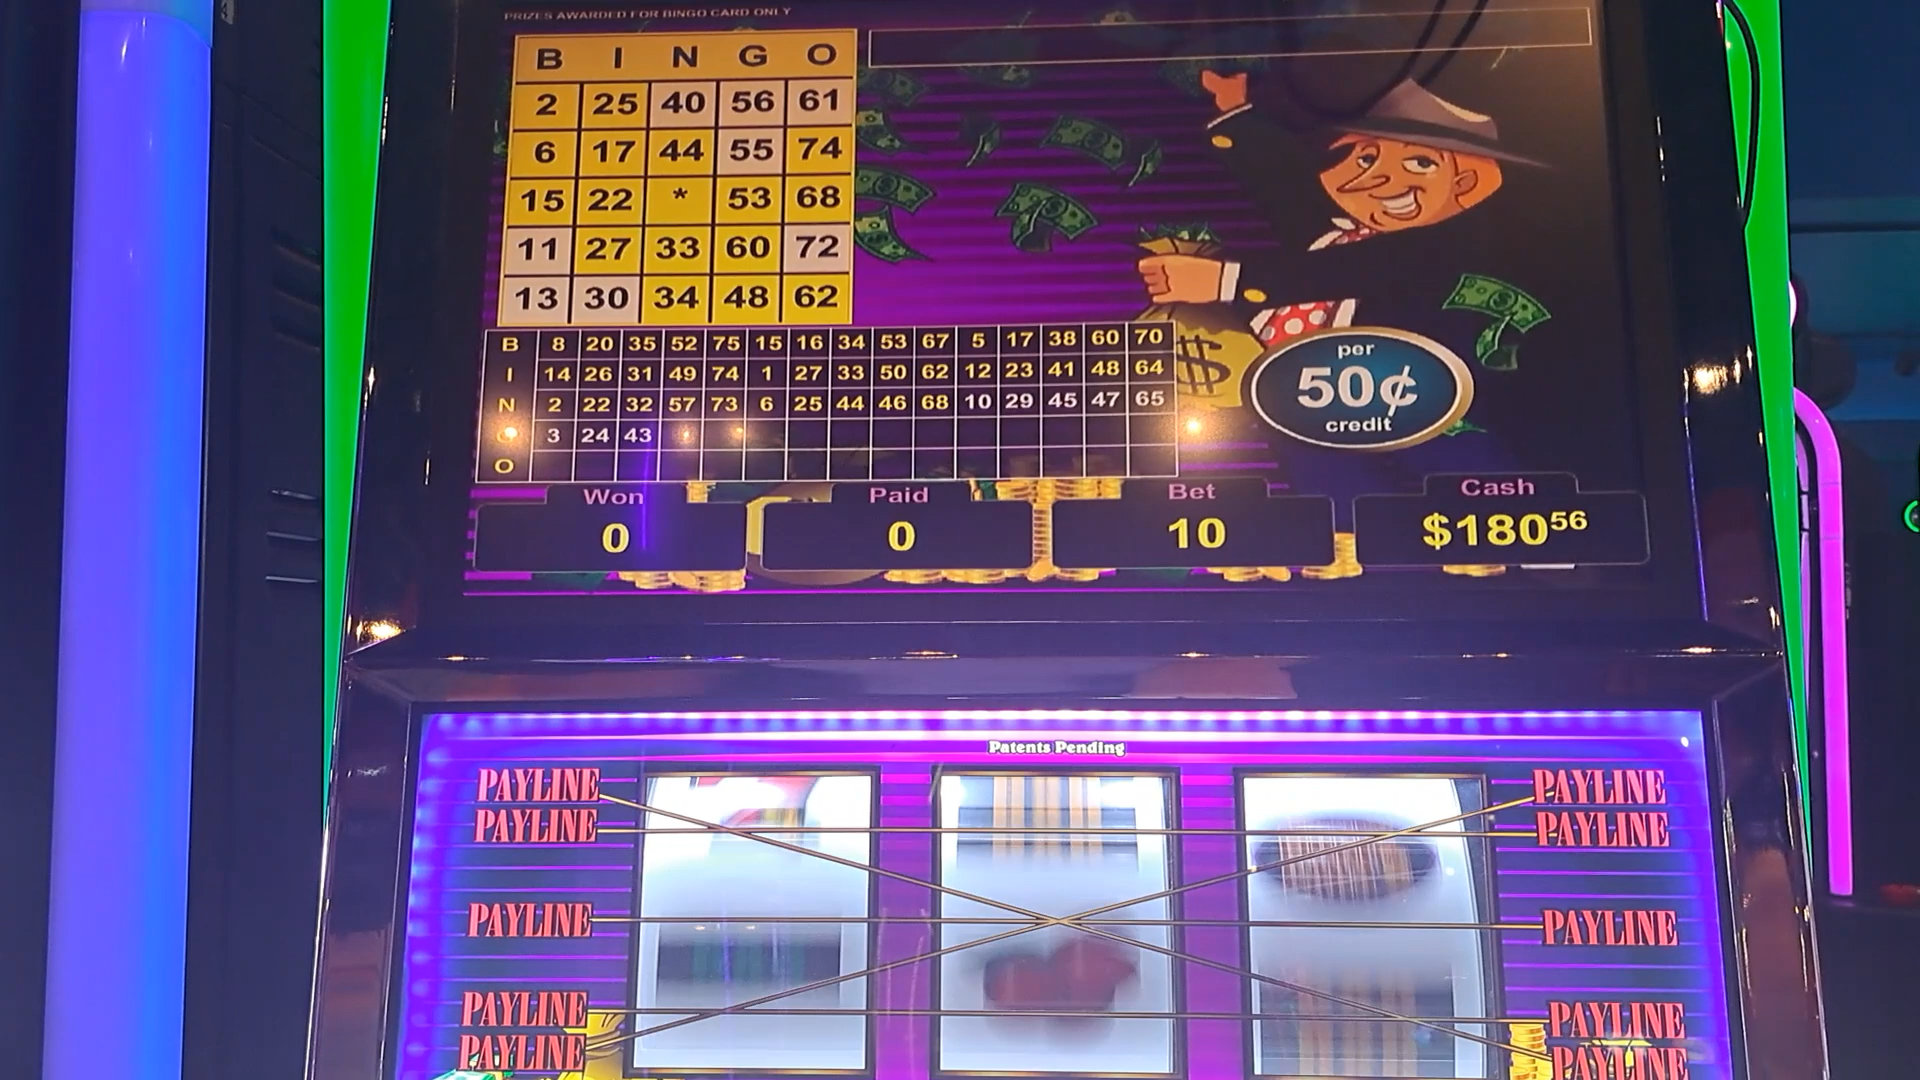 PRIZES AWARDED FOR BINGO CARD ONLY
B I N G O
2 25 40 56 61
6 17 44 55 74
15 22 * 53 68
11 27 33 60 72
13 30 34 48 62
B 8 20 35 52 75 15 16 34 53 67 5 17 38 60 70
I 14 26 31 49 74 1 27 33 50 62 12 23 41 48 64
N 2 22 32 57 73 6 25 44 46 68 10 29 45 47 65
3 24 43
O
$
per
50¢
credit
Won Paid Bet Cash
0 0 10 $180 56
Patents Pending
PAYLINE PAYLINE
PAYLINE PAYLINE
PAYLINE PAYLINE
PAYLINE PAYLINE
PAYLINE PAYLINE